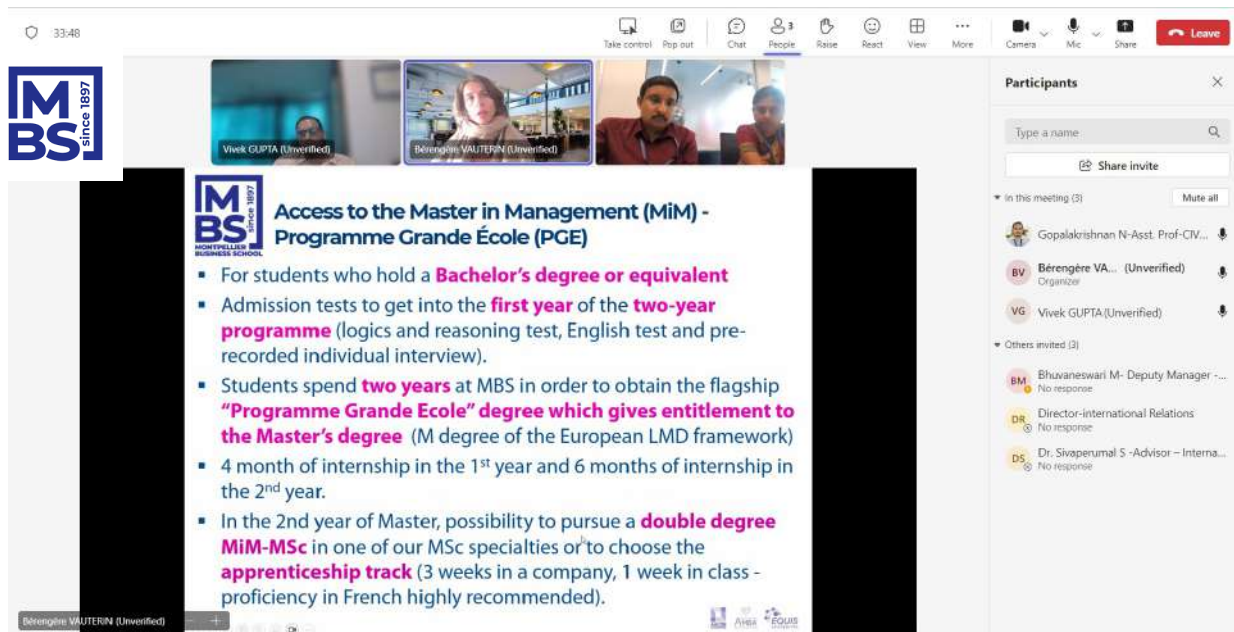 33:48
Take control
Pop out
Chat
3
People
Raise
React
View
More
Camera
Mic
Share
Leave
MBS since 1897
Participants
Type a name
Share invite
In this meeting (3)
Mute all
Gopalakrishnan N-Asst. Prof-CIV...
BV
Bérengère VA... (Unverified)
Organizer
VG
Vivek GUPTA (Unverified)
Others invited (3)
BM
Bhuvaneswari M- Deputy Manager -...
No response
DR
Director-international Relations
No response
DS
Dr. Sivaperumal S -Advisor – Interna...
No response
Vivek GUPTA (Unverified)
Bérengère VAUTERIN (Unverified)
MBS since 1897
MONTPELLIER
BUSINESS SCHOOL
Access to the Master in Management (MiM) -
Programme Grande École (PGE)
▪ For students who hold a Bachelor’s degree or equivalent
▪ Admission tests to get into the first year of the two-year
programme (logics and reasoning test, English test and pre-
recorded individual interview).
▪ Students spend two years at MBS in order to obtain the flagship
“Programme Grande Ecole” degree which gives entitlement to
the Master’s degree (M degree of the European LMD framework)
▪ 4 month of internship in the 1st year and 6 months of internship in
the 2nd year.
▪ In the 2nd year of Master, possibility to pursue a double degree
MiM-MSc in one of our MSc specialties or to choose the
apprenticeship track (3 weeks in a company, 1 week in class -
proficiency in French highly recommended).
AMBA
EQUIS
Bérengère VAUTERIN (Unverified)